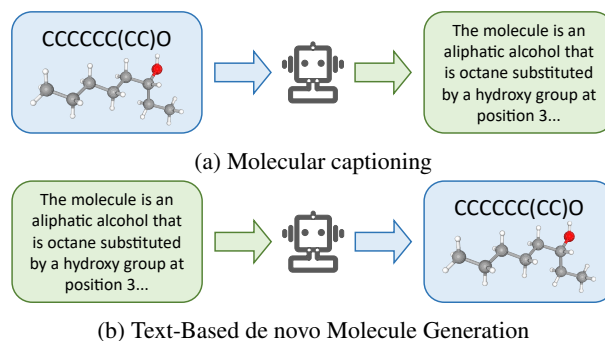 CCCCCC(CC)O
The molecule is an
aliphatic alcohol that
is octane substituted
by a hydroxy group at
position 3...
(a) Molecular captioning
The molecule is an
aliphatic alcohol that
is octane substituted
by a hydroxy group at
position 3...
CCCCCC(CC)O
(b) Text-Based de novo Molecule Generation